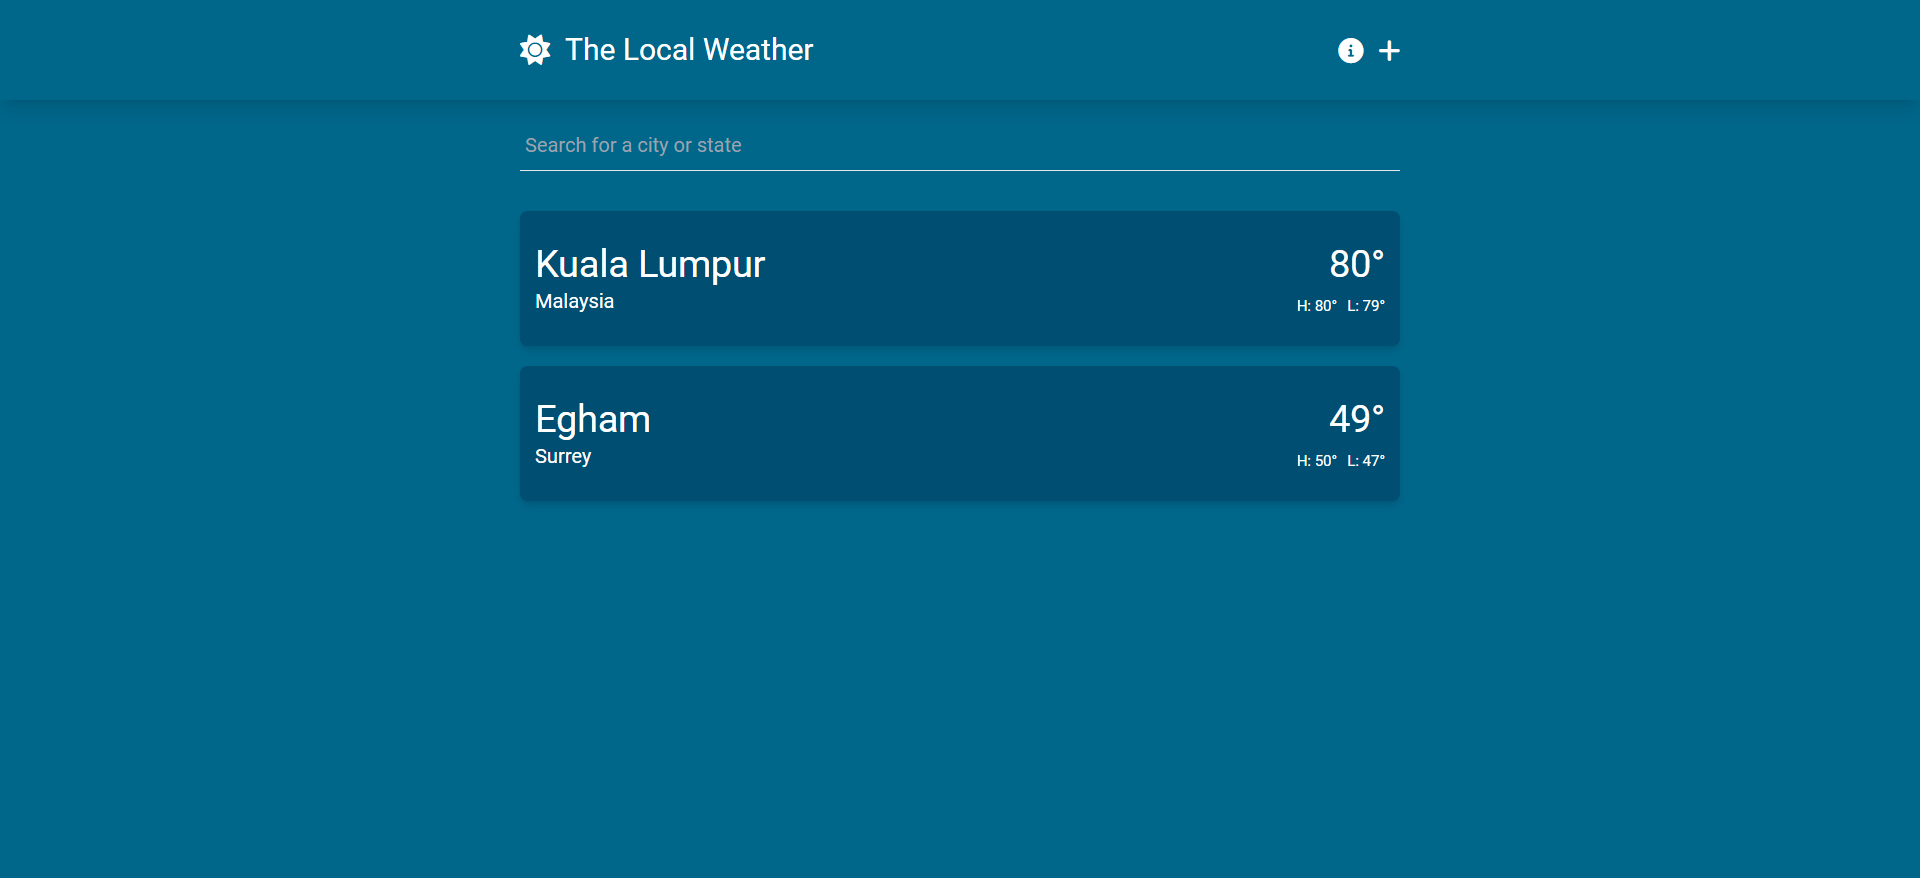 The Local Weather
Search for a city or state
Kuala Lumpur
80°
Malaysia
H: 80° L: 79°
Egham
49°
Surrey
H: 50° L: 47°